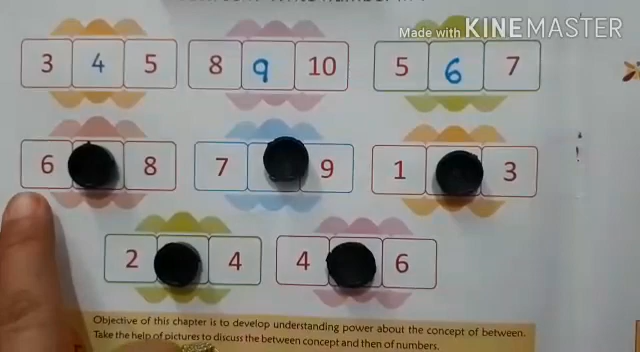 Made with KINEMASTER
3 4 5 8 9 10 5 6 7
6 8 7 9 1 3
2 4 4 6
Objective of this chapter is to develop understanding power about the concept of between.
Take the help of pictures to discuss the between concept and then of numbers.